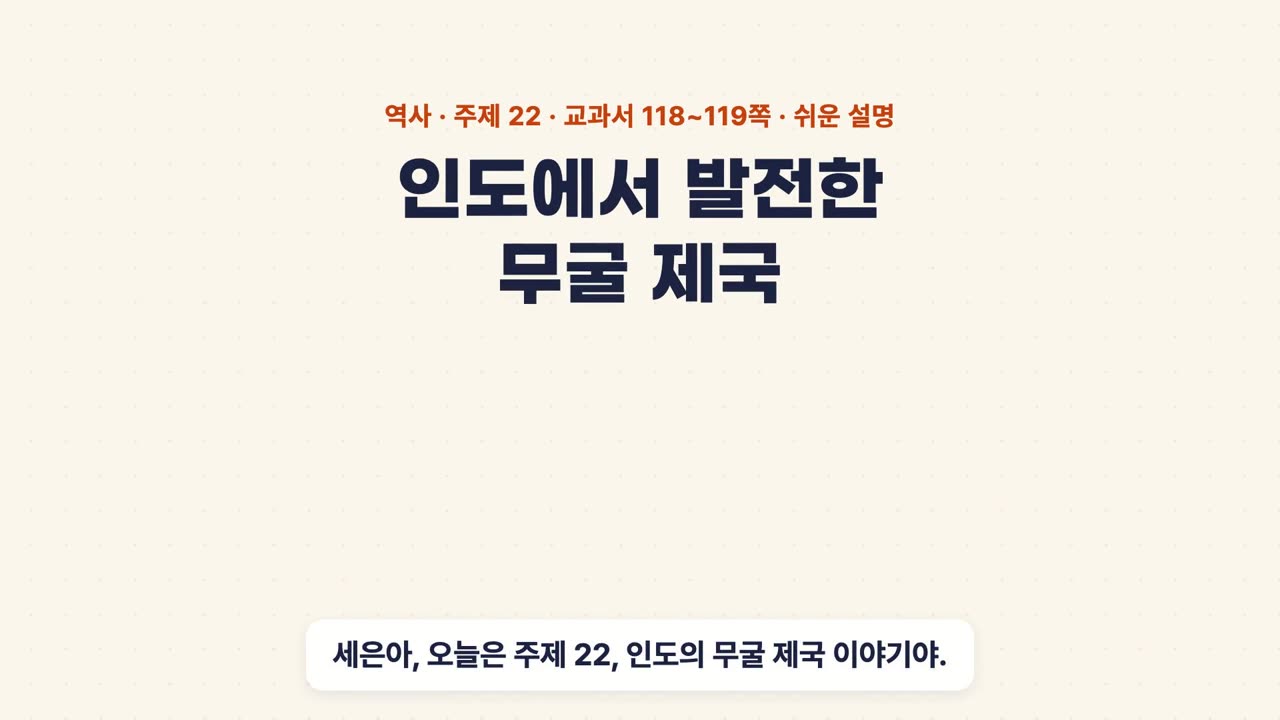 역사 · 주제 22 · 교과서 118~119쪽 · 쉬운 설명
인도에서 발전한
무굴 제국
세은아, 오늘은 주제 22, 인도의 무굴 제국 이야기야.